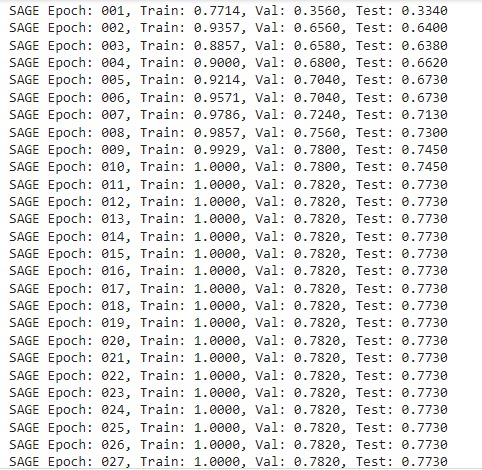 SAGE Epoch: 001, Train: 0.7714, Val: 0.3560, Test: 0.3340
SAGE Epoch: 002, Train: 0.9357, Val: 0.6560, Test: 0.6400
SAGE Epoch: 003, Train: 0.8857, Val: 0.6580, Test: 0.6380
SAGE Epoch: 004, Train: 0.9000, Val: 0.6800, Test: 0.6620
SAGE Epoch: 005, Train: 0.9214, Val: 0.7040, Test: 0.6730
SAGE Epoch: 006, Train: 0.9571, Val: 0.7040, Test: 0.6730
SAGE Epoch: 007, Train: 0.9786, Val: 0.7240, Test: 0.7130
SAGE Epoch: 008, Train: 0.9857, Val: 0.7560, Test: 0.7300
SAGE Epoch: 009, Train: 0.9929, Val: 0.7800, Test: 0.7450
SAGE Epoch: 010, Train: 1.0000, Val: 0.7800, Test: 0.7450
SAGE Epoch: 011, Train: 1.0000, Val: 0.7820, Test: 0.7730
SAGE Epoch: 012, Train: 1.0000, Val: 0.7820, Test: 0.7730
SAGE Epoch: 013, Train: 1.0000, Val: 0.7820, Test: 0.7730
SAGE Epoch: 014, Train: 1.0000, Val: 0.7820, Test: 0.7730
SAGE Epoch: 015, Train: 1.0000, Val: 0.7820, Test: 0.7730
SAGE Epoch: 016, Train: 1.0000, Val: 0.7820, Test: 0.7730
SAGE Epoch: 017, Train: 1.0000, Val: 0.7820, Test: 0.7730
SAGE Epoch: 018, Train: 1.0000, Val: 0.7820, Test: 0.7730
SAGE Epoch: 019, Train: 1.0000, Val: 0.7820, Test: 0.7730
SAGE Epoch: 020, Train: 1.0000, Val: 0.7820, Test: 0.7730
SAGE Epoch: 021, Train: 1.0000, Val: 0.7820, Test: 0.7730
SAGE Epoch: 022, Train: 1.0000, Val: 0.7820, Test: 0.7730
SAGE Epoch: 023, Train: 1.0000, Val: 0.7820, Test: 0.7730
SAGE Epoch: 024, Train: 1.0000, Val: 0.7820, Test: 0.7730
SAGE Epoch: 025, Train: 1.0000, Val: 0.7820, Test: 0.7730
SAGE Epoch: 026, Train: 1.0000, Val: 0.7820, Test: 0.7730
SAGE Epoch: 027, Train: 1.0000, Val: 0.7820, Test: 0.7730